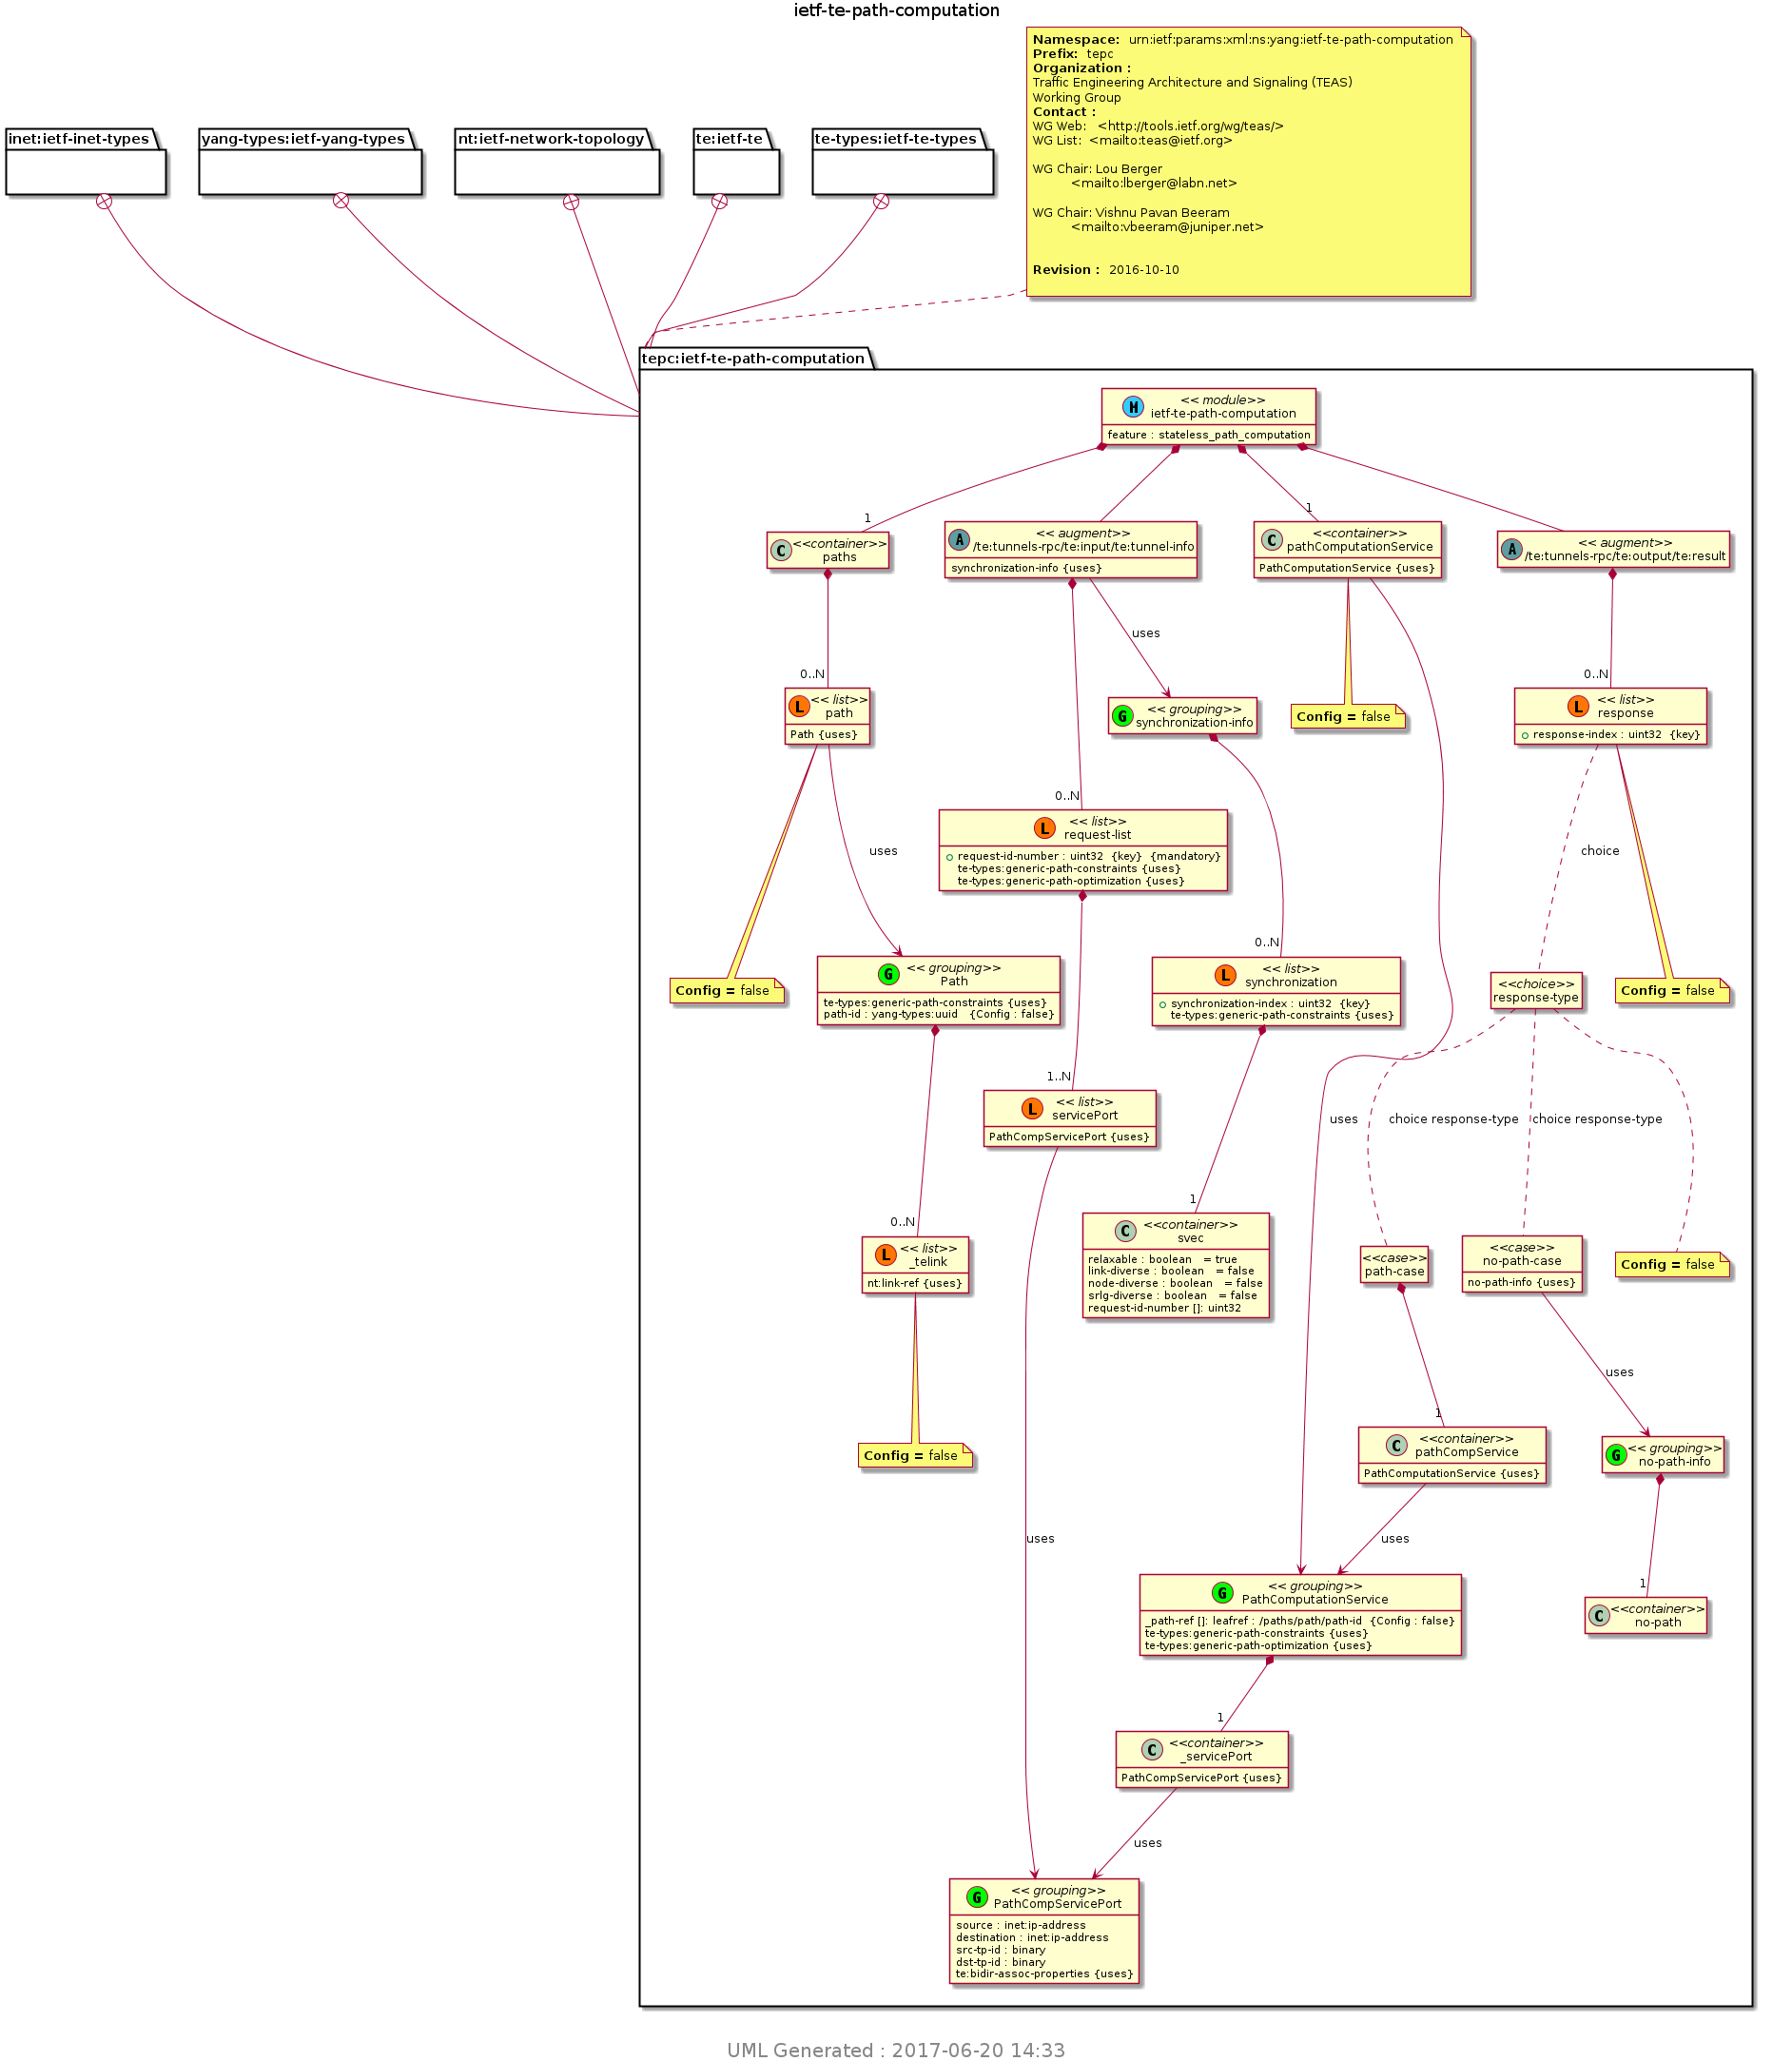 ietf-te-path-computation
Namespace: urn:ietf:params:xml:ns:yang:ietf-te-path-computation
Prefix: tepc
Organization :
Traffic Engineering Architecture and Signaling (TEAS)
Working Group
Contact :
WG Web: <http://tools.ietf.org/wg/teas/>
WG List: <mailto:teas@ietf.org>
WG Chair: Lou Berger
<mailto:lberger@labn.net>
WG Chair: Vishnu Pavan Beeram
<mailto:vbeeram@juniper.net>
Revision : 2016-10-10
inet:ietf-inet-types
yang-types:ietf-yang-types
nt:ietf-network-topology
te:ietf-te
te-types:ietf-te-types
tepc:ietf-te-path-computation
M
<< module>>
ietf-te-path-computation
feature : stateless_path_computation
1
1
C
<<container>>
paths
A
<< augment>>
/te:tunnels-rpc/te:input/te:tunnel-info
synchronization-info {uses}
C
<<container>>
pathComputationService
PathComputationService {uses}
A
<< augment>>
/te:tunnels-rpc/te:output/te:result
uses
0..N
0..N
L
<< list>>
path
Path {uses}
G
<< grouping>>
synchronization-info
Config = false
L
<< list>>
response
response-index : uint32 {key}
0..N
L
<< list>>
request-list
request-id-number : uint32 {key} {mandatory}
te-types:generic-path-constraints {uses}
te-types:generic-path-optimization {uses}
uses
choice
0..N
Config = false
G
<< grouping>>
Path
te-types:generic-path-constraints {uses}
path-id : yang-types:uuid {Config : false}
L
<< list>>
synchronization
synchronization-index : uint32 {key}
te-types:generic-path-constraints {uses}
<<choice>>
response-type
Config = false
1..N
L
<< list>>
servicePort
PathCompServicePort {uses}
uses
choice response-type
choice response-type
0..N
1
L
<< list>>
_telink
nt:link-ref {uses}
C
<<container>>
svec
relaxable : boolean = true
link-diverse : boolean = false
node-diverse : boolean = false
srlg-diverse : boolean = false
request-id-number []: uint32
<<case>>
path-case
<<case>>
no-path-case
no-path-info {uses}
Config = false
uses
1
Config = false
C
<<container>>
pathCompService
PathComputationService {uses}
G
<< grouping>>
no-path-info
uses
uses
1
G
<< grouping>>
PathComputationService
_path-ref []: leafref : /paths/path/path-id {Config : false}
te-types:generic-path-constraints {uses}
te-types:generic-path-optimization {uses}
C
<<container>>
no-path
1
C
<<container>>
_servicePort
PathCompServicePort {uses}
uses
G
<< grouping>>
PathCompServicePort
source : inet:ip-address
destination : inet:ip-address
src-tp-id : binary
dst-tp-id : binary
te:bidir-assoc-properties {uses}
UML Generated : 2017-06-20 14:33